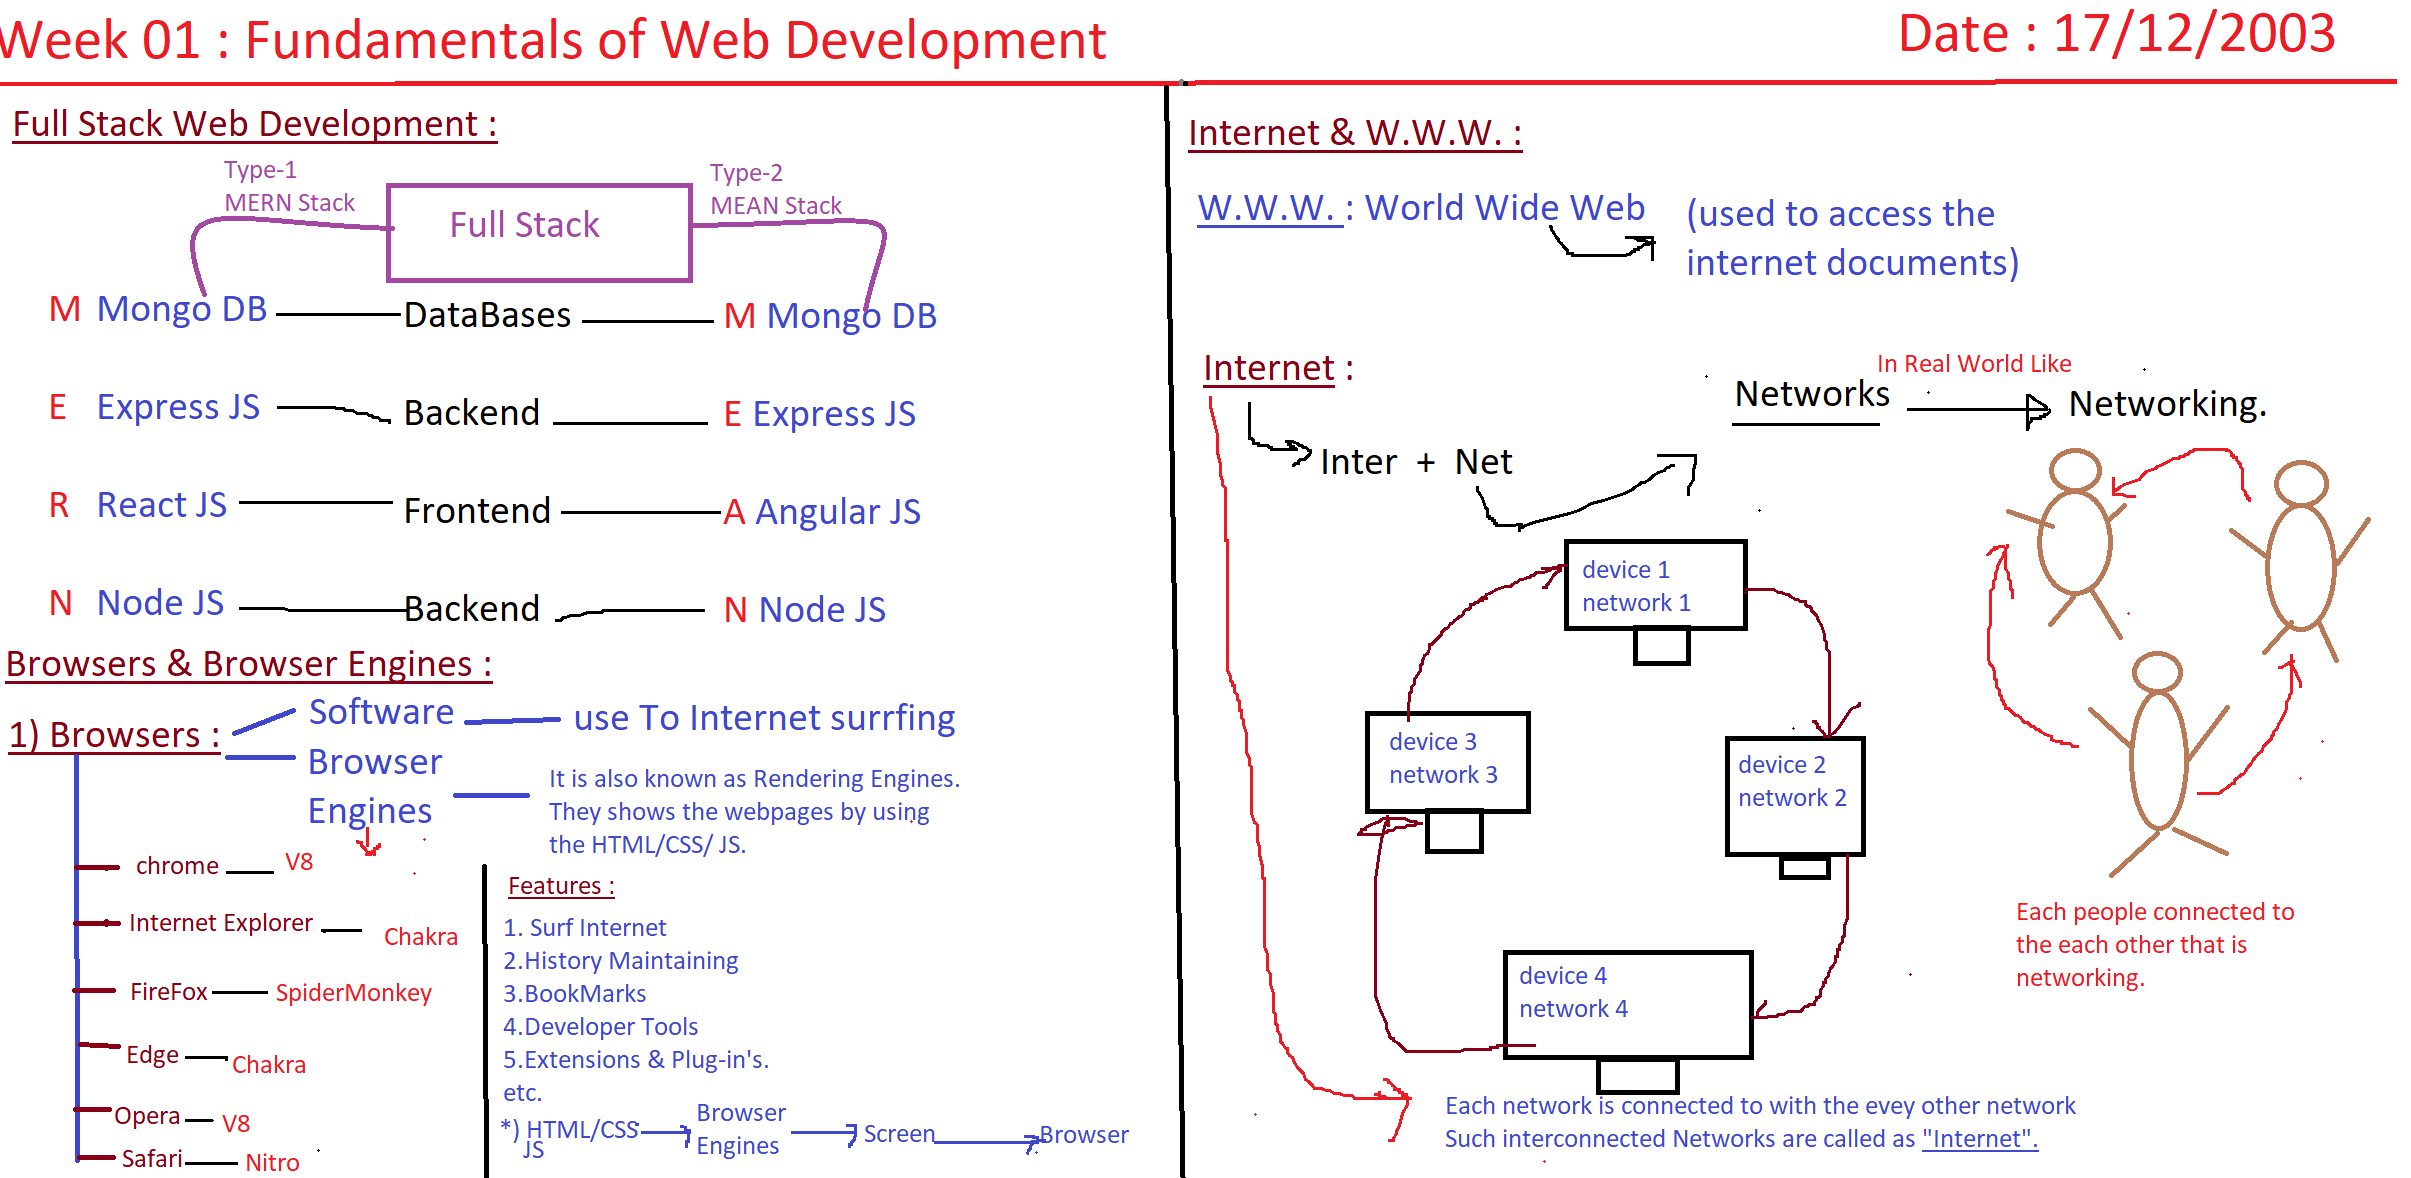 Week 01 : Fundamentals of Web Development
Date : 17/12/2003
Full Stack Web Development :
Type-1
MERN Stack
Full Stack
Type-2
MEAN Stack
M Mongo DB DataBases M Mongo DB
E Express JS Backend E Express JS
R React JS Frontend A Angular JS
N Node JS Backend N Node JS
Browsers & Browser Engines :
1) Browsers :
Software use To Internet surrfing
Browser
Engines
It is also known as Rendering Engines.
They shows the webpages by using
the HTML/CSS/ JS.
chrome V8
Internet Explorer Chakra
FireFox SpiderMonkey
Edge Chakra
Opera V8
Safari Nitro
Features :
1. Surf Internet
2.History Maintaining
3.BookMarks
4.Developer Tools
5.Extensions & Plug-in's.
etc.
*) HTML/CSS
JS
Browser
Engines
Screen
Browser
Internet & W.W.W. :
W.W.W. : World Wide Web
(used to access the
internet documents)
Internet :
Inter + Net
Networks
In Real World Like
Networking.
device 1
network 1
device 2
network 2
device 3
network 3
device 4
network 4
Each people connected to
the each other that is
networking.
Each network is connected to with the evey other network
Such interconnected Networks are called as "Internet".